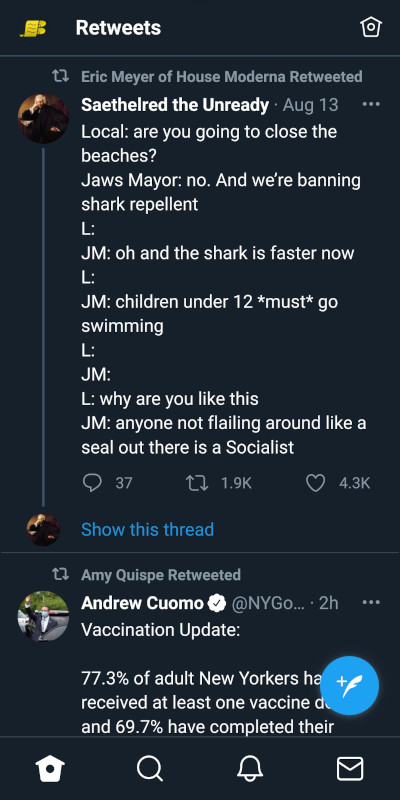 Retweets
Eric Meyer of House Moderna Retweeted
Saethelred the Unready · Aug 13
Local: are you going to close the
beaches?
Jaws Mayor: no. And we're banning
shark repellent
L:
JM: oh and the shark is faster now
L:
JM: children under 12 *must* go
swimming
L:
JM:
L: why are you like this
JM: anyone not flailing around like a
seal out there is a Socialist
37 1.9K 4.3K
Show this thread
Amy Quispe Retweeted
Andrew Cuomo @NYGo... · 2h
Vaccination Update:
77.3% of adult New Yorkers
received at least one vaccine
and 69.7% have completed their